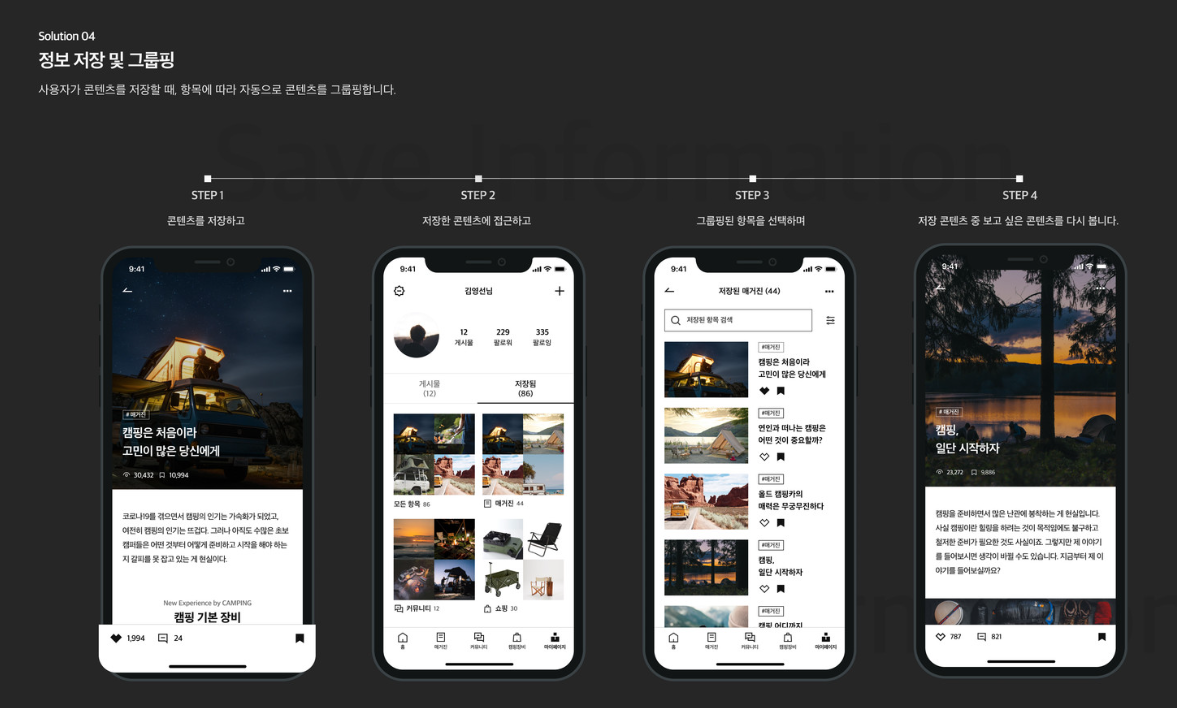 Solution 04
정보 저장 및 그룹핑
사용자가 콘텐츠를 저장할 때, 항목에 따라 자동으로 콘텐츠를 그룹핑합니다.
Save Information
STEP 1
콘텐츠를 저장하고
STEP 2
저장한 콘텐츠에 접근하고
STEP 3
그룹핑된 항목을 선택하며
STEP 4
저장 콘텐츠 중 보고 싶은 콘텐츠를 다시 봅니다.
9:41
# 매거진
캠핑은 처음이라
고민이 많은 당신에게
30,432 10,994
코로나19를 겪으면서 캠핑의 인기는 가속화가 되었고,
여전히 캠핑의 인기는 뜨겁다. 그러나 아직도 수많은 초보
캠퍼들은 어떤 것부터 어떻게 준비하고 시작을 해야 하는
지 갈피를 못 잡고 있는 게 현실이다.
New Experience by CAMPING
캠핑 기본 장비
1,994 24
9:41
김영선님
12 229 335
게시물 팔로워 팔로잉
게시물 저장됨
(12) (86)
모든 항목 86 매거진 44
커뮤니티 12 쇼핑 30
홈 매거진 커뮤니티 캠핑장비 마이페이지
9:41
저장된 매거진 (44)
저장된 항목 검색
#매거진
캠핑은 처음이라
고민이 많은 당신에게
#매거진
연인과 떠나는 캠핑은
어떤 것이 중요할까?
#매거진
올드 캠핑카의
매력은 무궁무진하다
#매거진
캠핑,
일단 시작하자
#매거진
캠핑 어디까지
홈 매거진 커뮤니티 캠핑장비 마이페이지
9:41
# 매거진
캠핑,
일단 시작하자
23,272 9,886
캠핑을 준비하면서 많은 난관에 봉착하는 게 현실입니다.
사실 캠핑이란 힐링을 하려는 것이 목적임에도 불구하고
철저한 준비가 필요한 것도 사실이죠. 그렇지만 제 이야기
를 들어보시면 생각이 바뀔 수도 있습니다. 지금부터 제 이
야기를 들어보실까요?
787 821